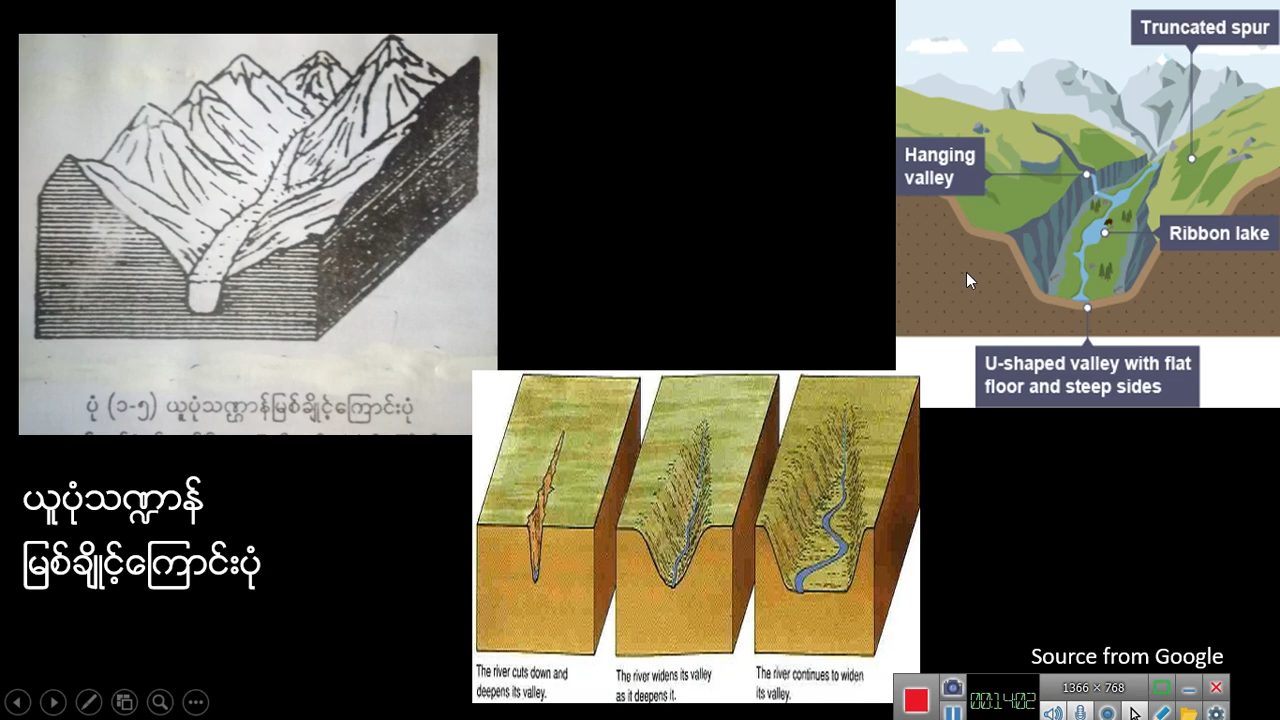 ပုံ (၁-၅) ယူပုံသဏ္ဍာန်မြစ်ချိုင့်ကြောင်းပုံ
ယူပုံသဏ္ဍာန်
မြစ်ချိုင့်ကြောင်းပုံ
Truncated spur
Hanging
valley
Ribbon lake
U-shaped valley with flat
floor and steep sides
The river cuts down and
deepens its valley.
The river widens its valley
as it deepens it.
The river continues to widen
its valley.
Source from Google
1366 × 768
00:14:02